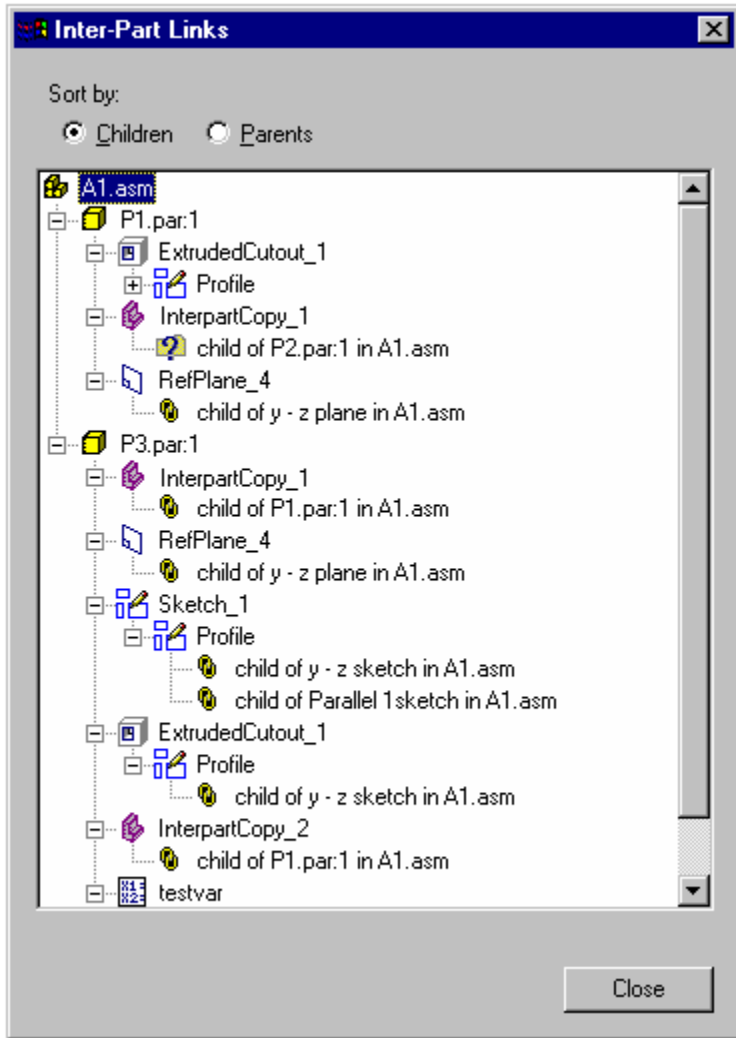 Inter-Part Links
Sort by:
Children Parents
A1.asm
P1.par:1
ExtrudedCutout_1
Profile
InterpartCopy_1
child of P2.par:1 in A1.asm
RefPlane_4
child of y - z plane in A1.asm
P3.par:1
InterpartCopy_1
child of P1.par:1 in A1.asm
RefPlane_4
child of y - z plane in A1.asm
Sketch_1
Profile
child of y - z sketch in A1.asm
child of Parallel 1sketch in A1.asm
ExtrudedCutout_1
Profile
child of y - z sketch in A1.asm
InterpartCopy_2
child of P1.par:1 in A1.asm
testvar
Close